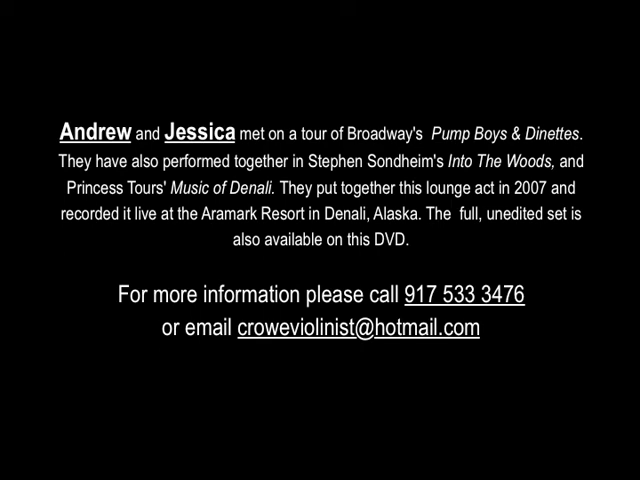 Andrew and Jessica met on a tour of Broadway's Pump Boys & Dinettes.
They have also performed together in Stephen Sondheim's Into The Woods, and
Princess Tours' Music of Denali. They put together this lounge act in 2007 and
recorded it live at the Aramark Resort in Denali, Alaska. The full, unedited set is
also available on this DVD.
For more information please call 917 533 3476
or email croweviolinist@hotmail.com